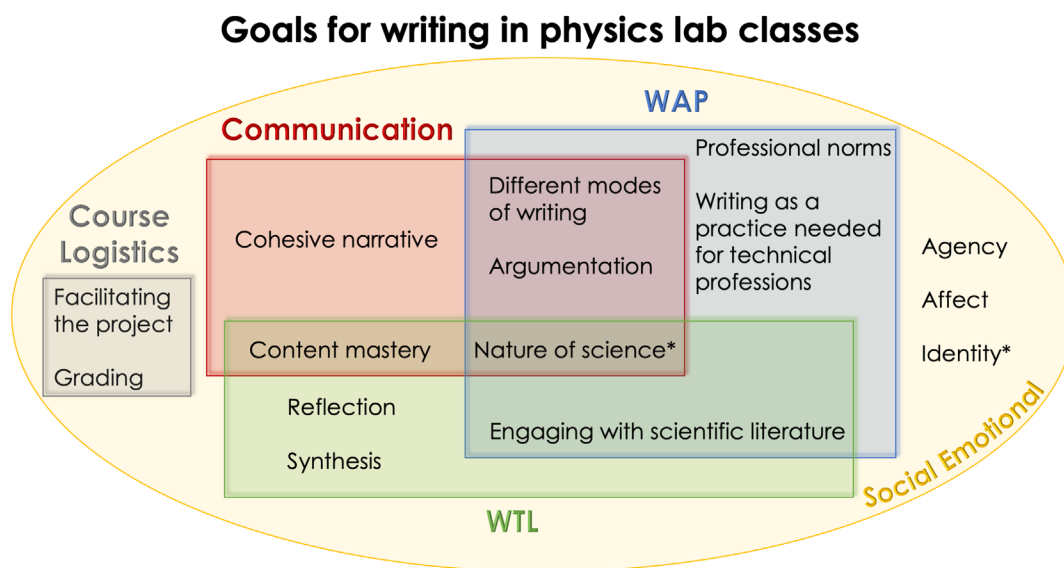 Goals for writing in physics lab classes
WAP
Communication
Professional norms
Different modes
of writing
Writing as a
practice needed
for technical
professions
Course
Logistics
Cohesive narrative
Argumentation
Agency
Affect
Identity*
Facilitating
the project
Grading
Content mastery
Nature of science*
Reflection
Synthesis
Engaging with scientific literature
Social Emotional
WTL